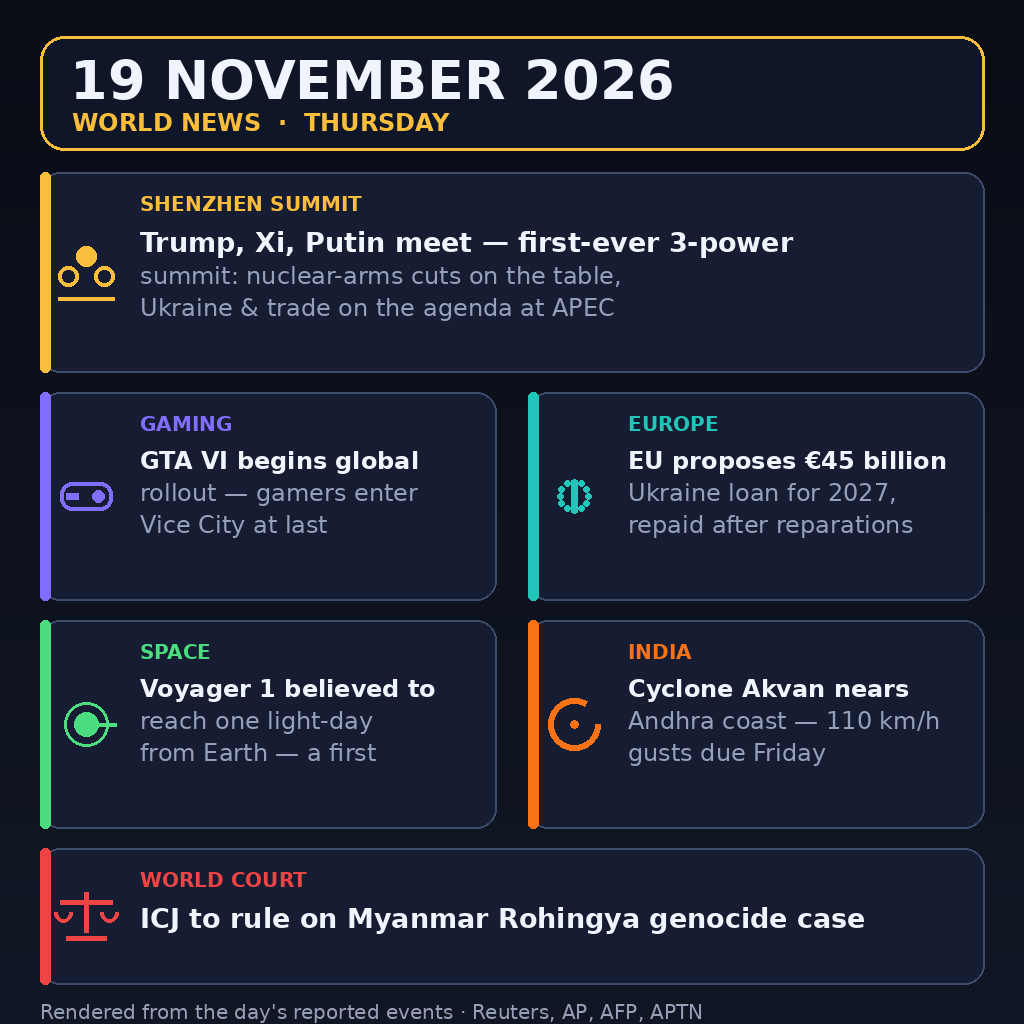 19 NOVEMBER 2026
WORLD NEWS · THURSDAY
SHENZHEN SUMMIT
Trump, Xi, Putin meet — first-ever 3-power
summit: nuclear-arms cuts on the table,
Ukraine & trade on the agenda at APEC
GAMING
GTA VI begins global
rollout — gamers enter
Vice City at last
EUROPE
EU proposes €45 billion
Ukraine loan for 2027,
repaid after reparations
SPACE
Voyager 1 believed to
reach one light-day
from Earth — a first
INDIA
Cyclone Akvan nears
Andhra coast — 110 km/h
gusts due Friday
WORLD COURT
ICJ to rule on Myanmar Rohingya genocide case
Rendered from the day's reported events · Reuters, AP, AFP, APTN